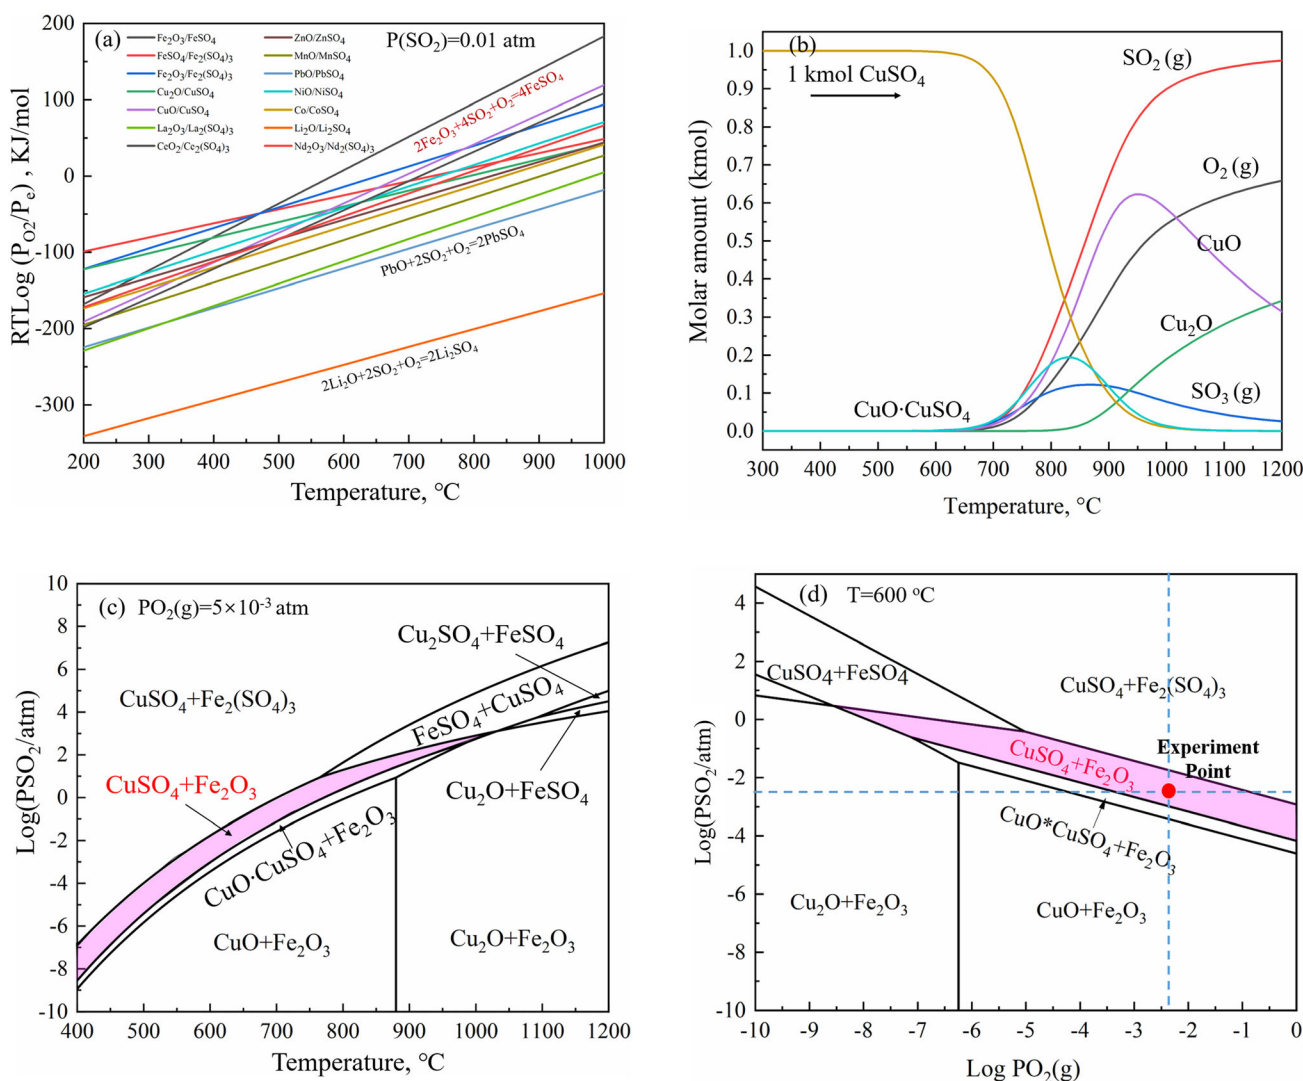 (a)
P(SO₂)=0.01 atm
Fe₂O₃/FeSO₄
FeSO₄/Fe₂(SO₄)₃
Fe₂O₃/Fe₂(SO₄)₃
Cu₂O/CuSO₄
CuO/CuSO₄
La₂O₃/La₂(SO₄)₃
CeO₂/Ce₂(SO₄)₃
ZnO/ZnSO₄
MnO/MnSO₄
PbO/PbSO₄
NiO/NiSO₄
Co/CoSO₄
Li₂O/Li₂SO₄
Nd₂O₃/Nd₂(SO₄)₃
2Fe₂O₃+4SO₂+O₂=4FeSO₄
PbO+2SO₂+O₂=2PbSO₄
2Li₂O+2SO₂+O₂=2Li₂SO₄
RTLog (P_O2/P_e) , KJ/mol
200
150
100
50
0
-100
-200
-300
200 300 400 500 600 700 800 900 1000
Temperature, °C
(b)
1 kmol CuSO₄
SO₂ (g)
O₂ (g)
CuO
Cu₂O
SO₃ (g)
CuO·CuSO₄
Molar amount (kmol)
1.0
0.9
0.8
0.7
0.6
0.5
0.4
0.3
0.2
0.1
0.0
300 400 500 600 700 800 900 1000 1100 1200
Temperature, °C
(c) PO₂(g)=5×10⁻³ atm
Cu₂SO₄+FeSO₄
CuSO₄+Fe₂(SO₄)₃
FeSO₄+CuSO₄
CuSO₄+Fe₂O₃
Cu₂O+FeSO₄
CuO·CuSO₄+Fe₂O₃
CuO+Fe₂O₃
Cu₂O+Fe₂O₃
Log(PSO₂/atm)
10
8
6
4
2
0
-2
-4
-6
-8
-10
400 500 600 700 800 900 1000 1100 1200
Temperature, °C
(d) T=600 °C
CuSO₄+FeSO₄
CuSO₄+Fe₂(SO₄)₃
CuSO₄+Fe₂O₃
Experiment
Point
CuO*CuSO₄+Fe₂O₃
Cu₂O+Fe₂O₃
CuO+Fe₂O₃
Log(PSO₂/atm)
4
2
0
-2
-4
-6
-8
-10
-10 -9 -8 -7 -6 -5 -4 -3 -2 -1 0
Log PO₂(g)